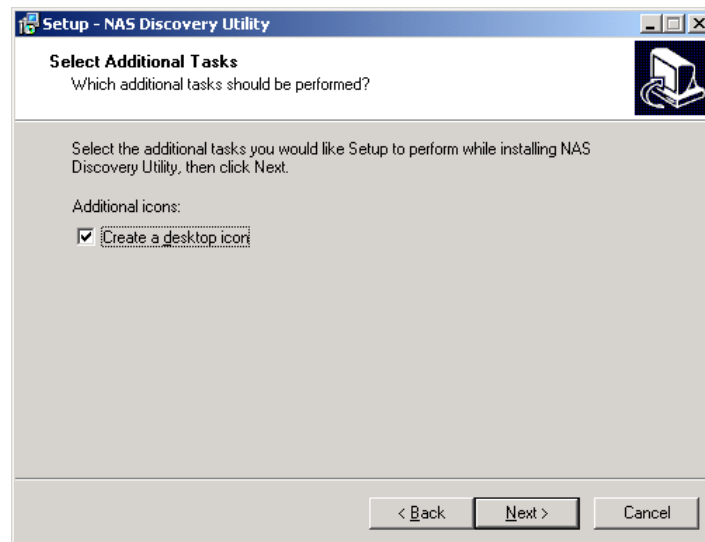 Setup - NAS Discovery Utility
Select Additional Tasks
Which additional tasks should be performed?
Select the additional tasks you would like Setup to perform while installing NAS
Discovery Utility, then click Next.
Additional icons:
Create a desktop icon
< Back Next > Cancel